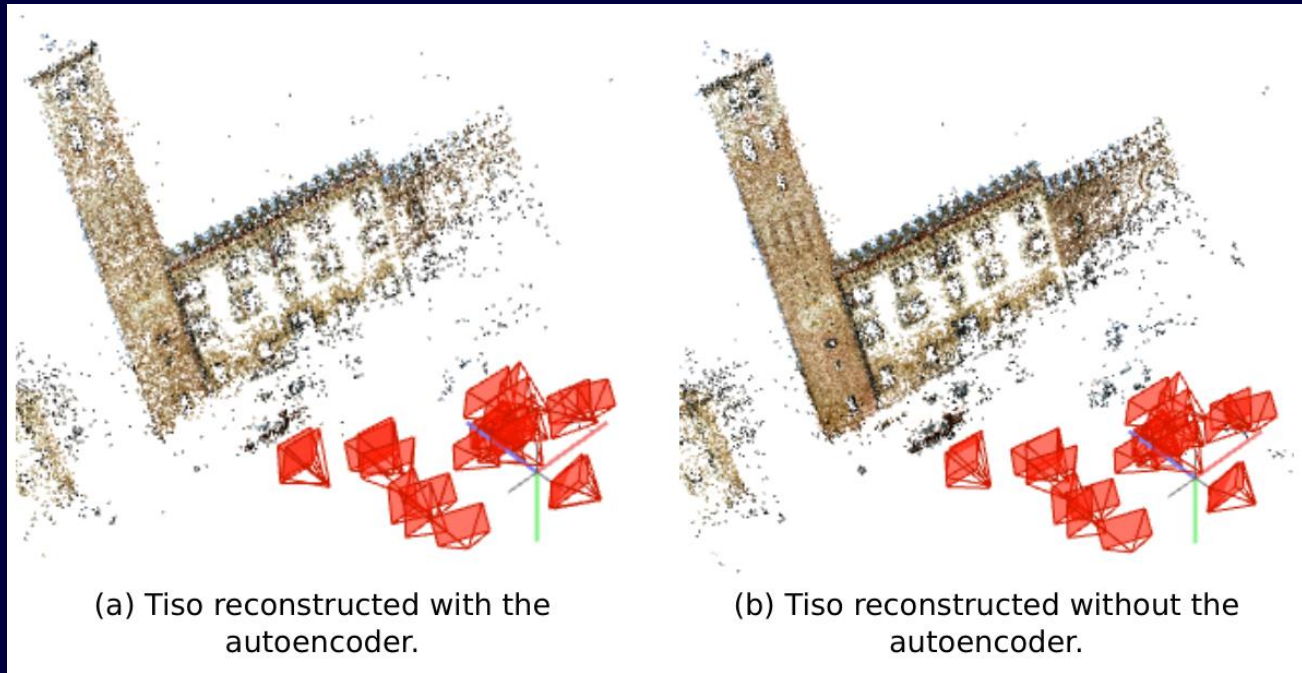 (a) Tiso reconstructed with the
autoencoder.
(b) Tiso reconstructed without the
autoencoder.